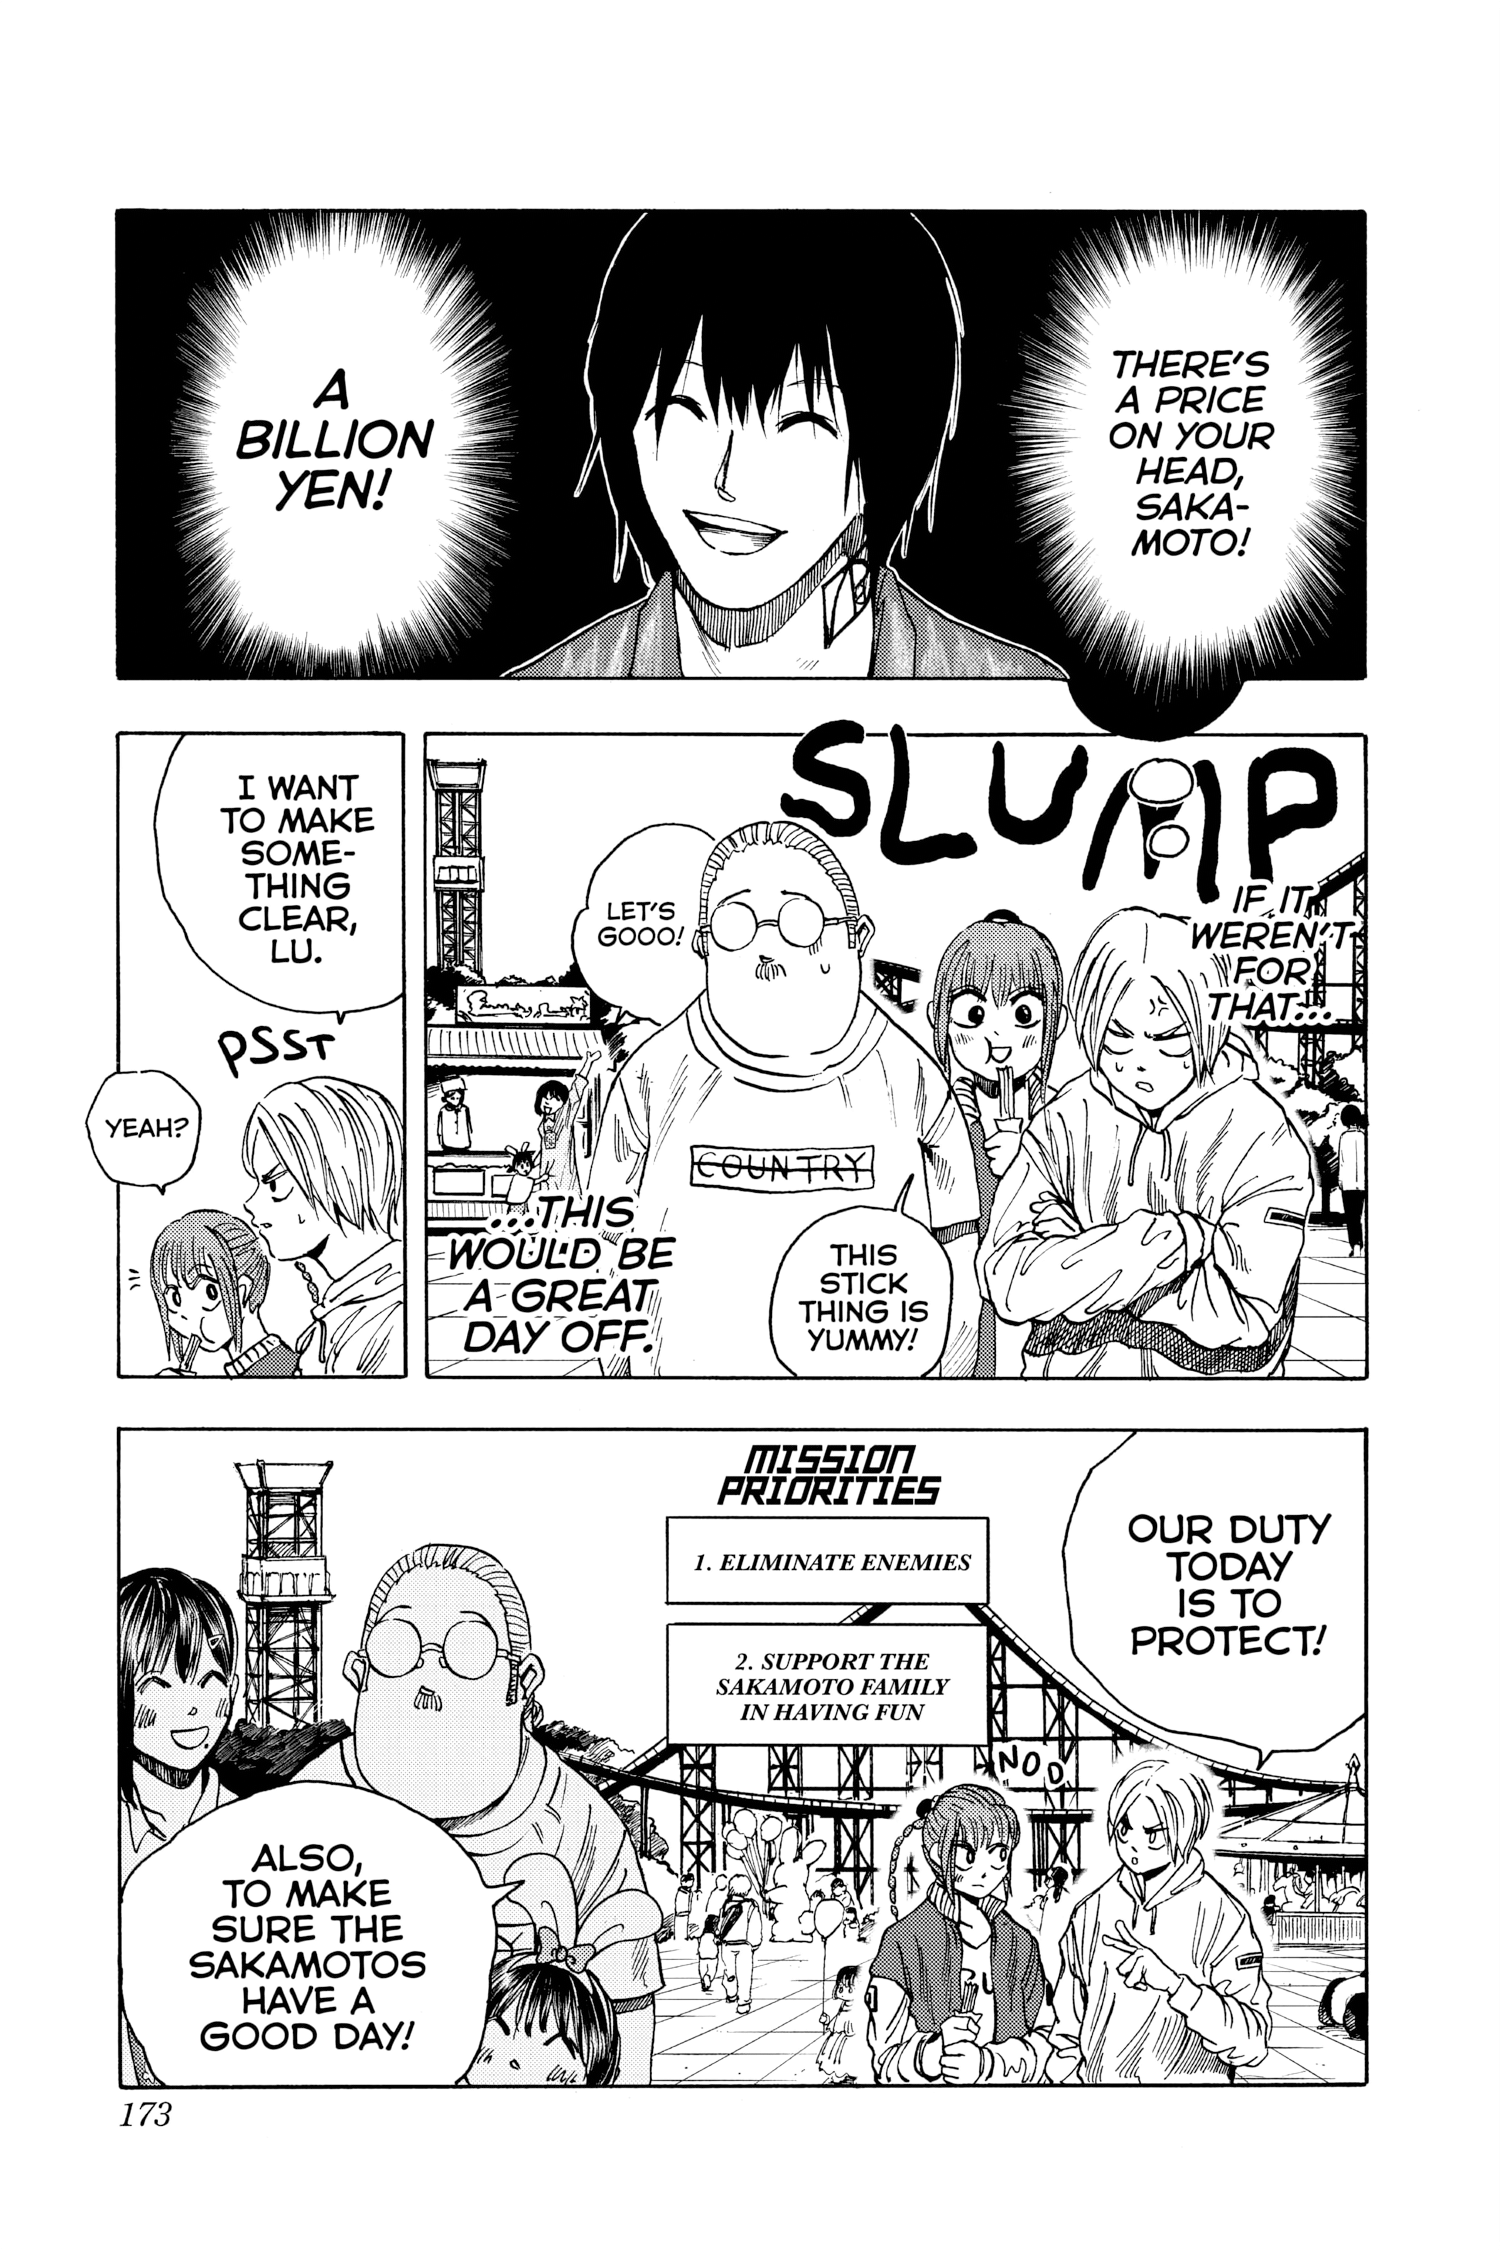 THERE'S
A PRICE
ON YOUR
HEAD,
SAKA-
MOTO!
A
BILLION
YEN!
SLUMP
IF IT
WEREN'T
FOR
THAT...
LET'S
GOOO!
...THIS
WOULD BE
A GREAT
DAY OFF.
COUNTRY
THIS
STICK
THING IS
YUMMY!
I WANT
TO MAKE
SOME-
THING
CLEAR,
LU.
PSST
YEAH?
OUR DUTY
TODAY
IS TO
PROTECT!
MISSION
PRIORITIES
1. ELIMINATE ENEMIES
2. SUPPORT THE
SAKAMOTO FAMILY
IN HAVING FUN
NOD
ALSO,
TO MAKE
SURE THE
SAKAMOTOS
HAVE A
GOOD DAY!
173